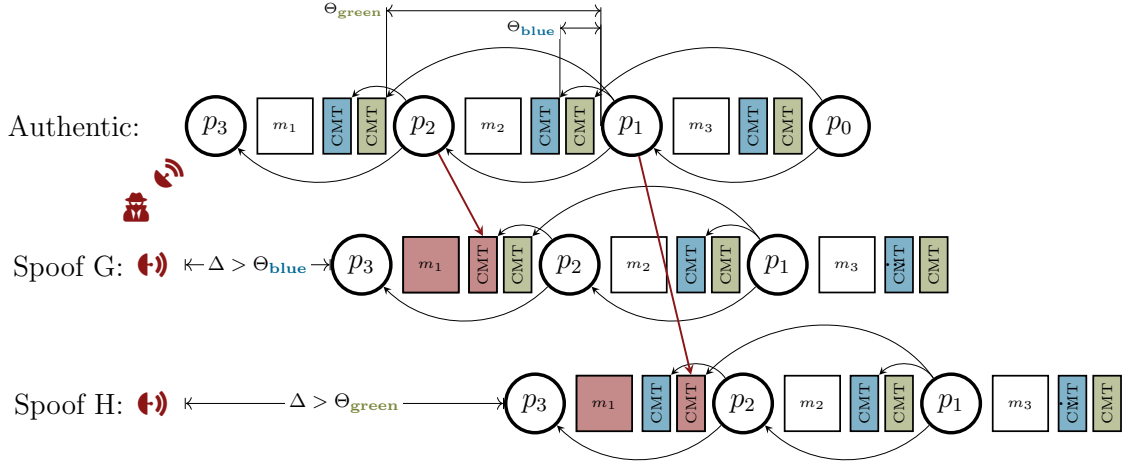 Θgreen
Θblue
Authentic: p3 m1 CMT CMT p2 m2 CMT CMT p1 m3 CMT CMT p0
Spoof G: Δ > Θblue p3 m1 CMT CMT p2 m2 CMT CMT p1 m3 CMT CMT
Spoof H: Δ > Θgreen p3 m1 CMT CMT p2 m2 CMT CMT p1 m3 CMT CMT